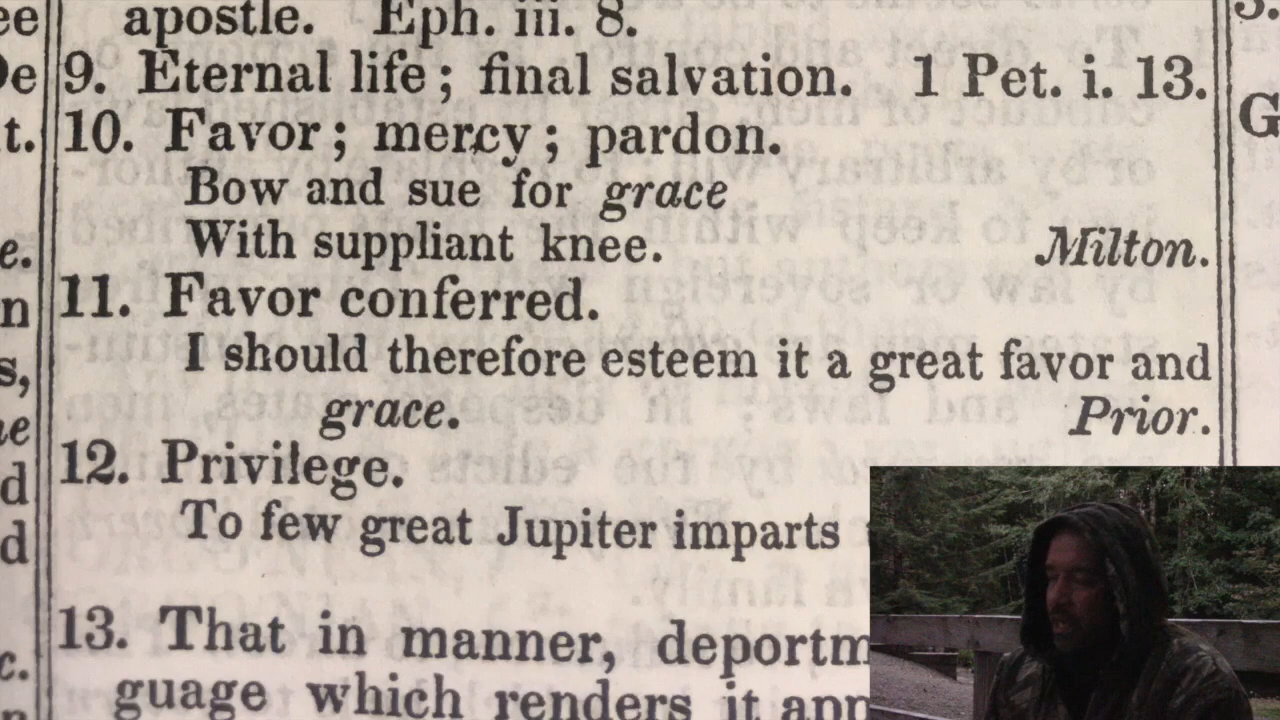 apostle. Eph. iii. 8.
9. Eternal life; final salvation. 1 Pet. i. 13.
10. Favor; mercy; pardon.
Bow and sue for grace
With suppliant knee. Milton.
11. Favor conferred.
I should therefore esteem it a great favor and
grace. Prior.
12. Privilege.
To few great Jupiter imparts
13. That in manner, deportm
guage which renders it app